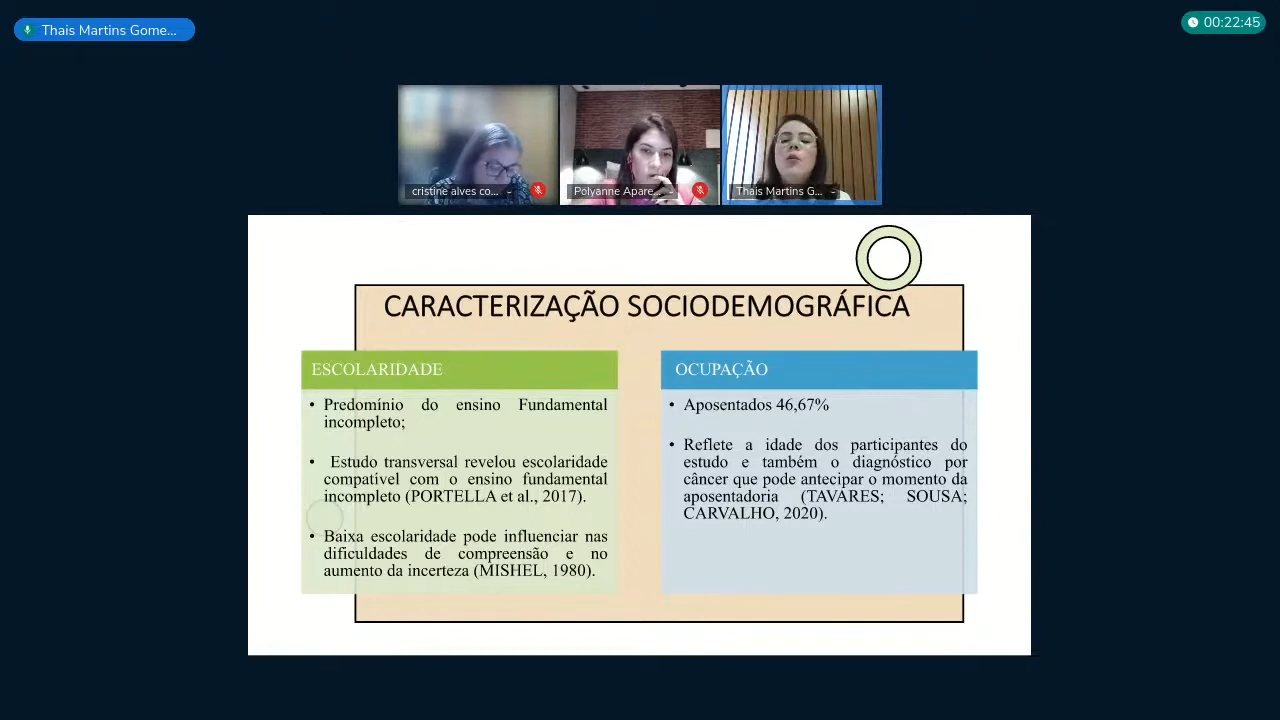 Thais Martins Gome...
00:22:45
cristine alves co...
Polyanne Apare...
Thais Martins G...
CARACTERIZAÇÃO SOCIODEMOGRÁFICA
ESCOLARIDADE
• Predomínio do ensino Fundamental
incompleto;
• Estudo transversal revelou escolaridade
compatível com o ensino fundamental
incompleto (PORTELLA et al., 2017).
• Baixa escolaridade pode influenciar nas
dificuldades de compreensão e no
aumento da incerteza (MISHEL, 1980).
OCUPAÇÃO
• Aposentados 46,67%
• Reflete a idade dos participantes do
estudo e também o diagnóstico por
câncer que pode antecipar o momento da
aposentadoria (TAVARES; SOUSA;
CARVALHO, 2020).